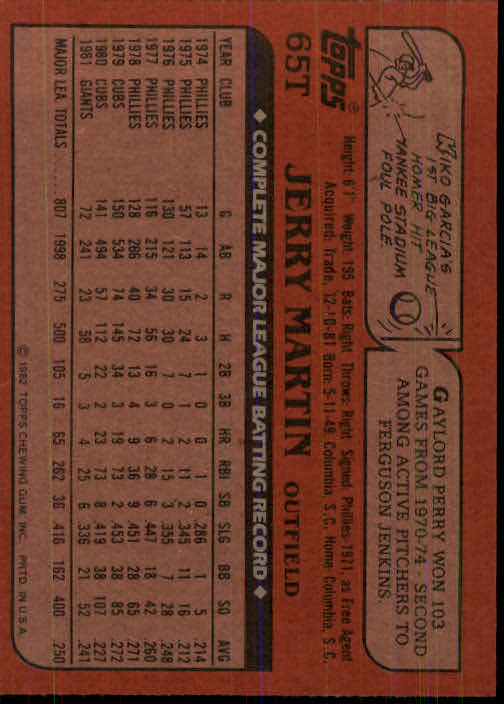 KIKO GARCIA'S
1ST BIG LEAGUE
HOMER HIT
YANKEE STADIUM
FOUL POLE.
GAYLORD PERRY WON 103
GAMES FROM 1970-74 - SECOND
AMONG ACTIVE PITCHERS TO
FERGUSON JENKINS.
topps®
65T JERRY MARTIN OUTFIELD
Height: 6'1" Weight: 195 Bats: Right Throws: Right Signed: Phillies-1971 as Free Agent
Acquired: Trade, 12-10-81 Born: 5-11-49, Columbia, S.C. Home: Columbia, S.C.
◆ COMPLETE MAJOR LEAGUE BATTING RECORD ◆
YEAR CLUB G AB R H 2B 3B HR RBI SB SLG BB SO AVG
1974 PHILLIES 13 14 2 3 1 0 0 1 0 .286 1 5 .214
1975 PHILLIES 57 113 15 24 7 1 2 11 2 .345 11 16 .212
1976 PHILLIES 130 121 30 30 7 0 2 15 3 .355 7 28 .248
1977 PHILLIES 116 215 34 56 16 3 6 28 6 .447 18 42 .260
1978 PHILLIES 128 266 40 72 13 4 9 36 9 .451 28 65 .271
1979 CUBS 150 534 74 145 34 3 19 73 2 .453 38 85 .272
1980 CUBS 141 494 57 112 22 2 23 73 8 .419 38 107 .227
1981 GIANTS 72 241 23 58 5 3 4 25 6 .336 21 52 .241
MAJOR LEA. TOTALS 807 1998 275 500 105 16 65 262 36 .416 162 400 .250
© 1982 TOPPS CHEWING GUM, INC. PRTD. IN U.S.A.